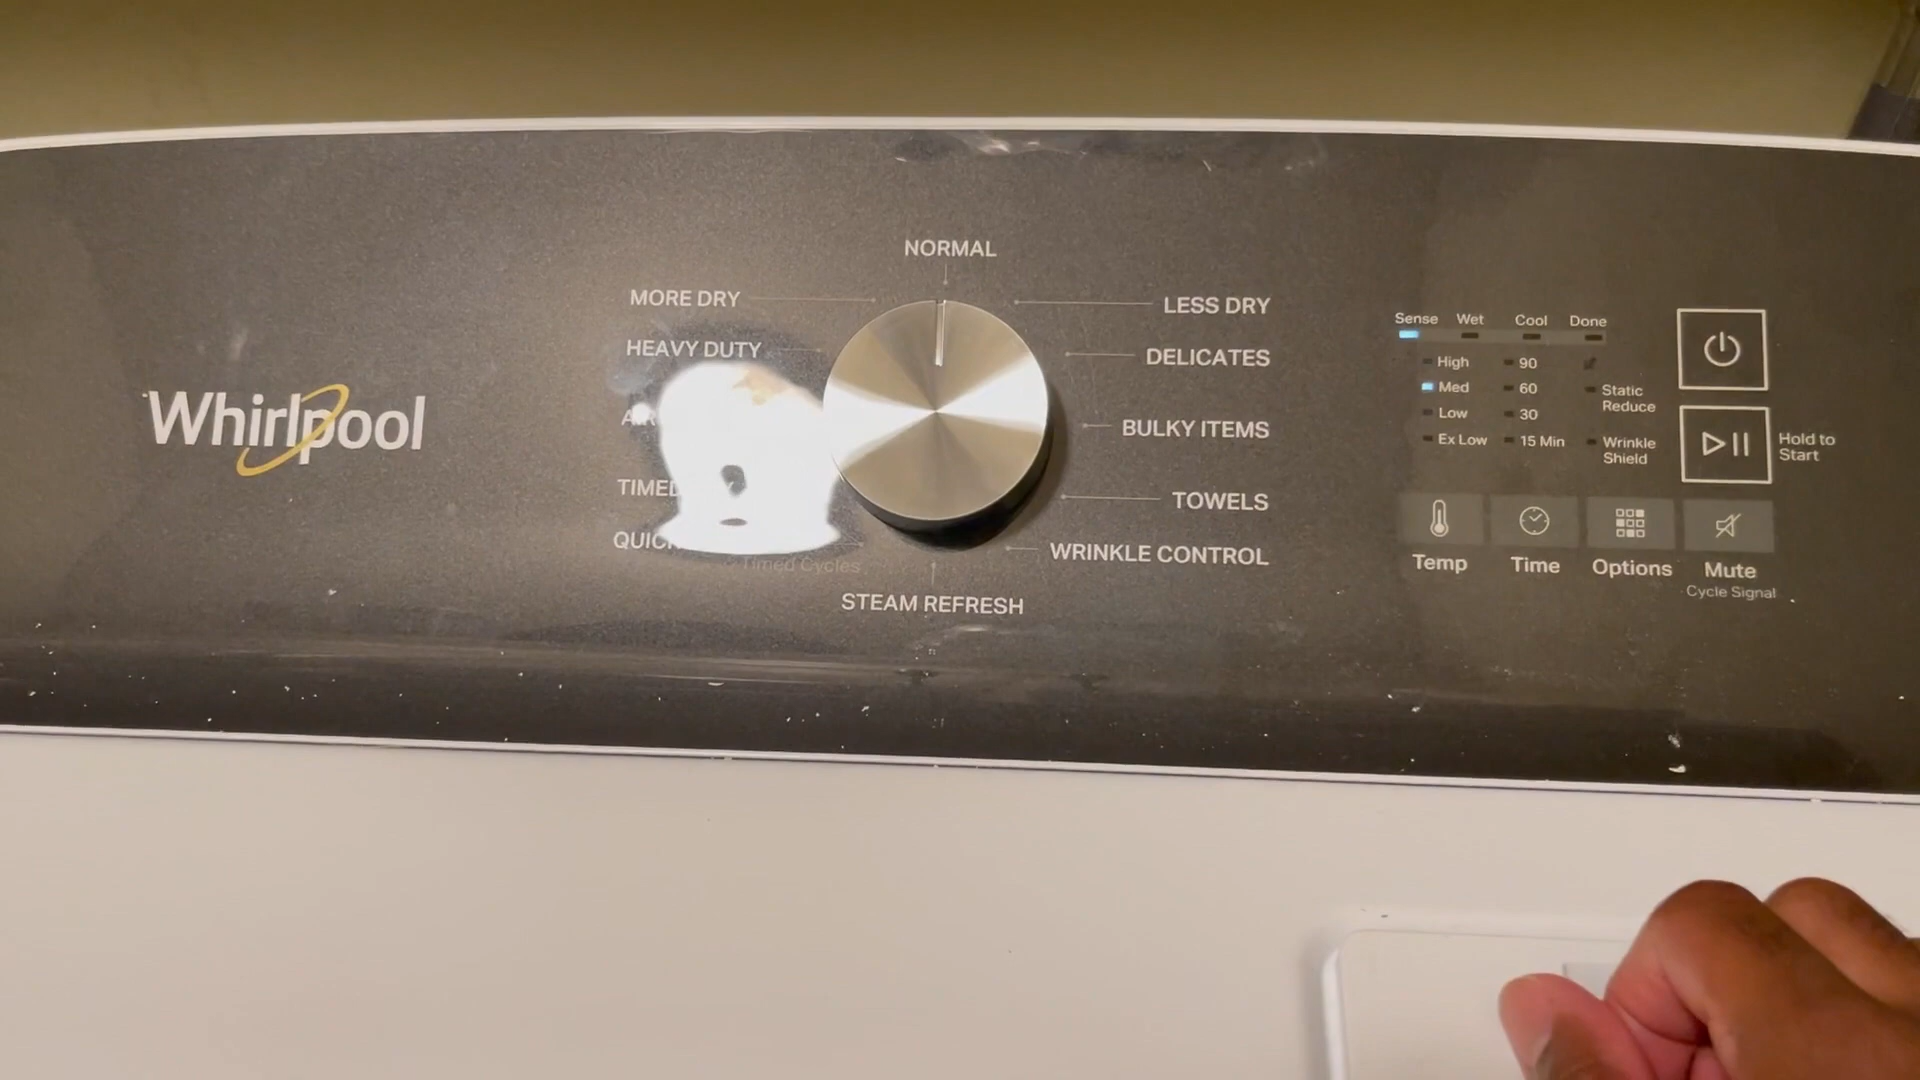 Whirlpool
NORMAL
MORE DRY
HEAVY DUTY
LESS DRY
DELICATES
BULKY ITEMS
TOWELS
WRINKLE CONTROL
Timed Cycles
STEAM REFRESH
Sense Wet Cool Done
High 90
Med 60
Low 30
Ex Low 15 Min
Static
Reduce
Wrinkle
Shield
Hold to
Start
Temp Time Options Mute
Cycle Signal